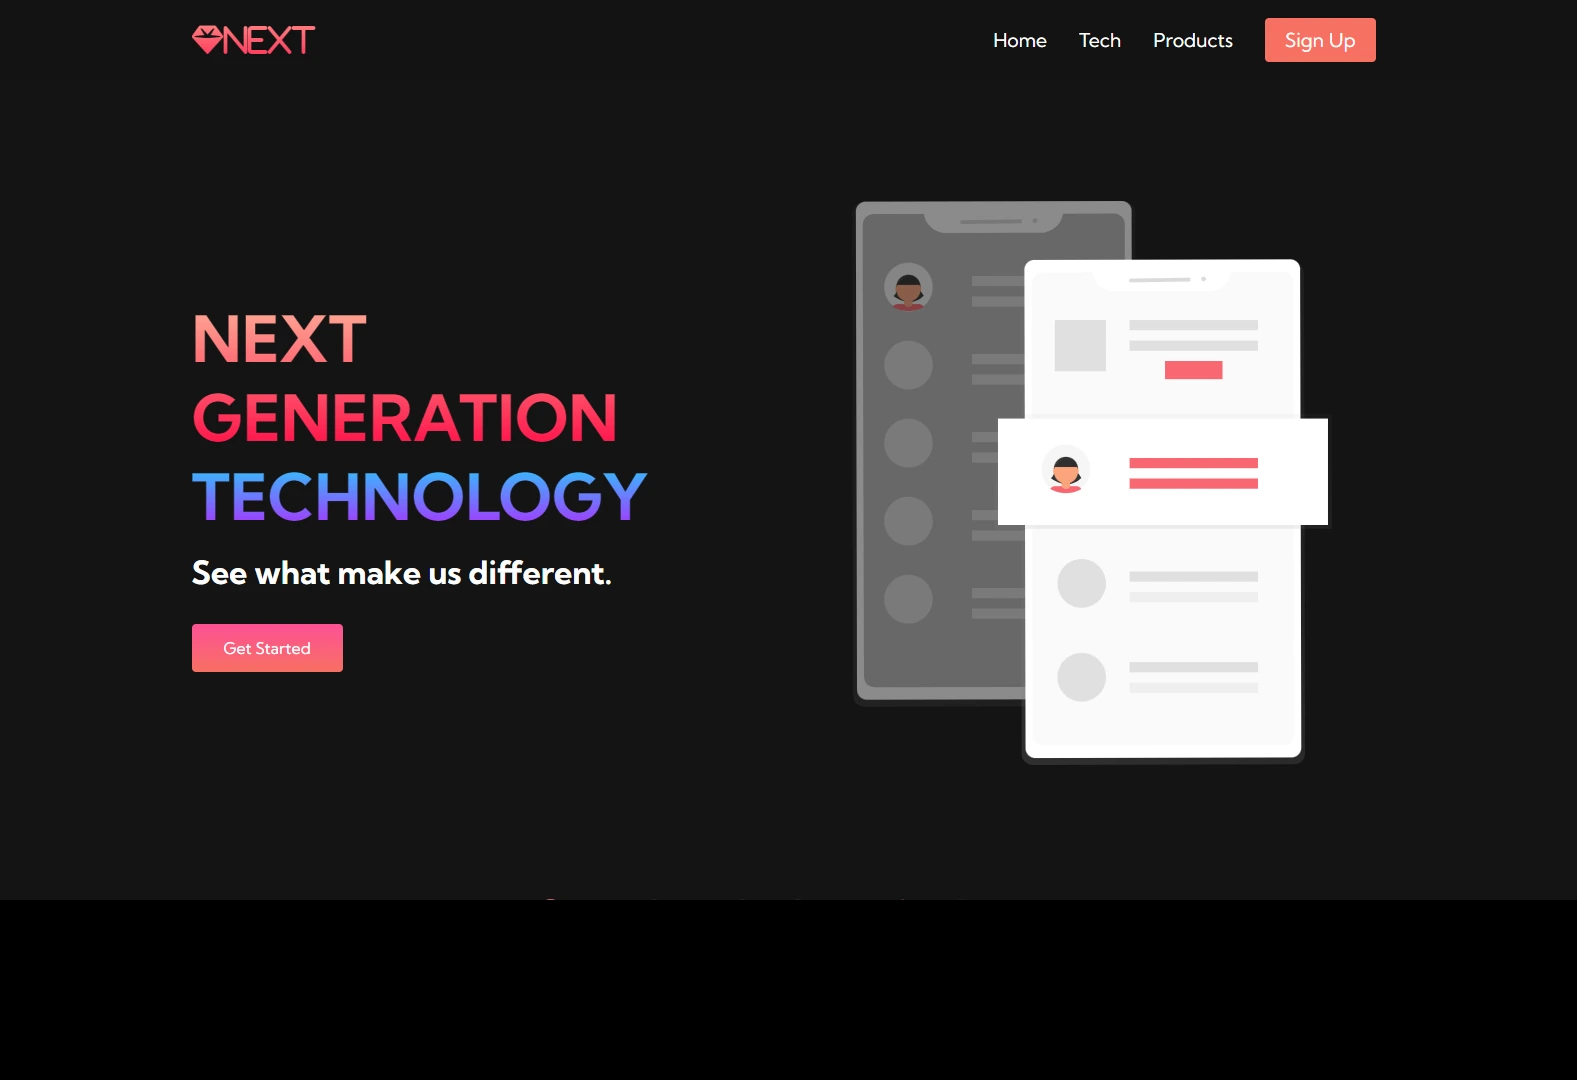 NEXT
Home
Tech
Products
Sign Up
NEXT
GENERATION
TECHNOLOGY
See what make us different.
Get Started